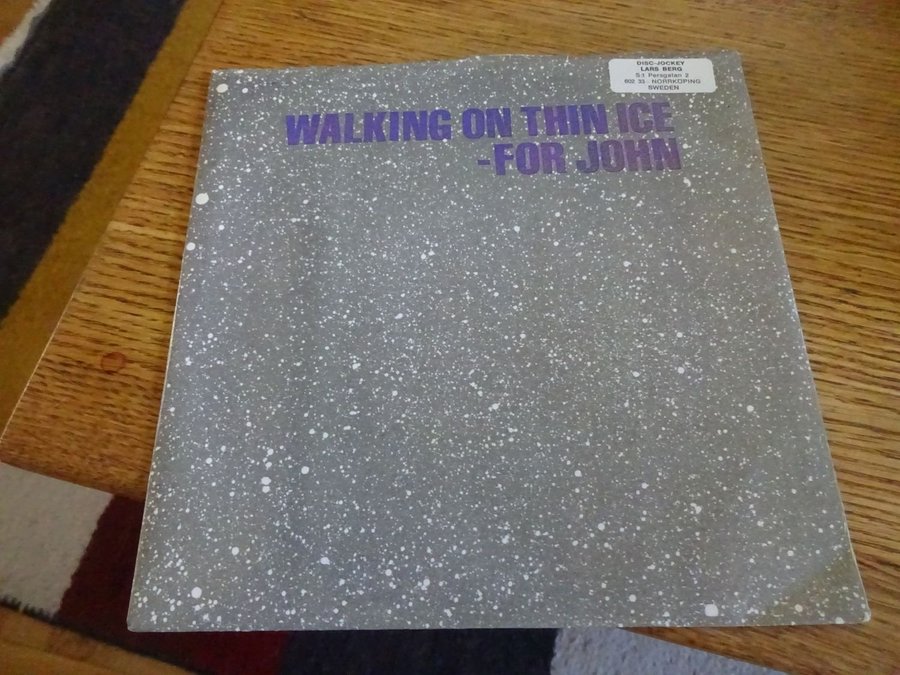 DISC-JOCKEY
LARS BERG
S:t Persgatan 2
602 33 - NORRKÖPING
SWEDEN
WALKING ON THIN ICE
-FOR JOHN